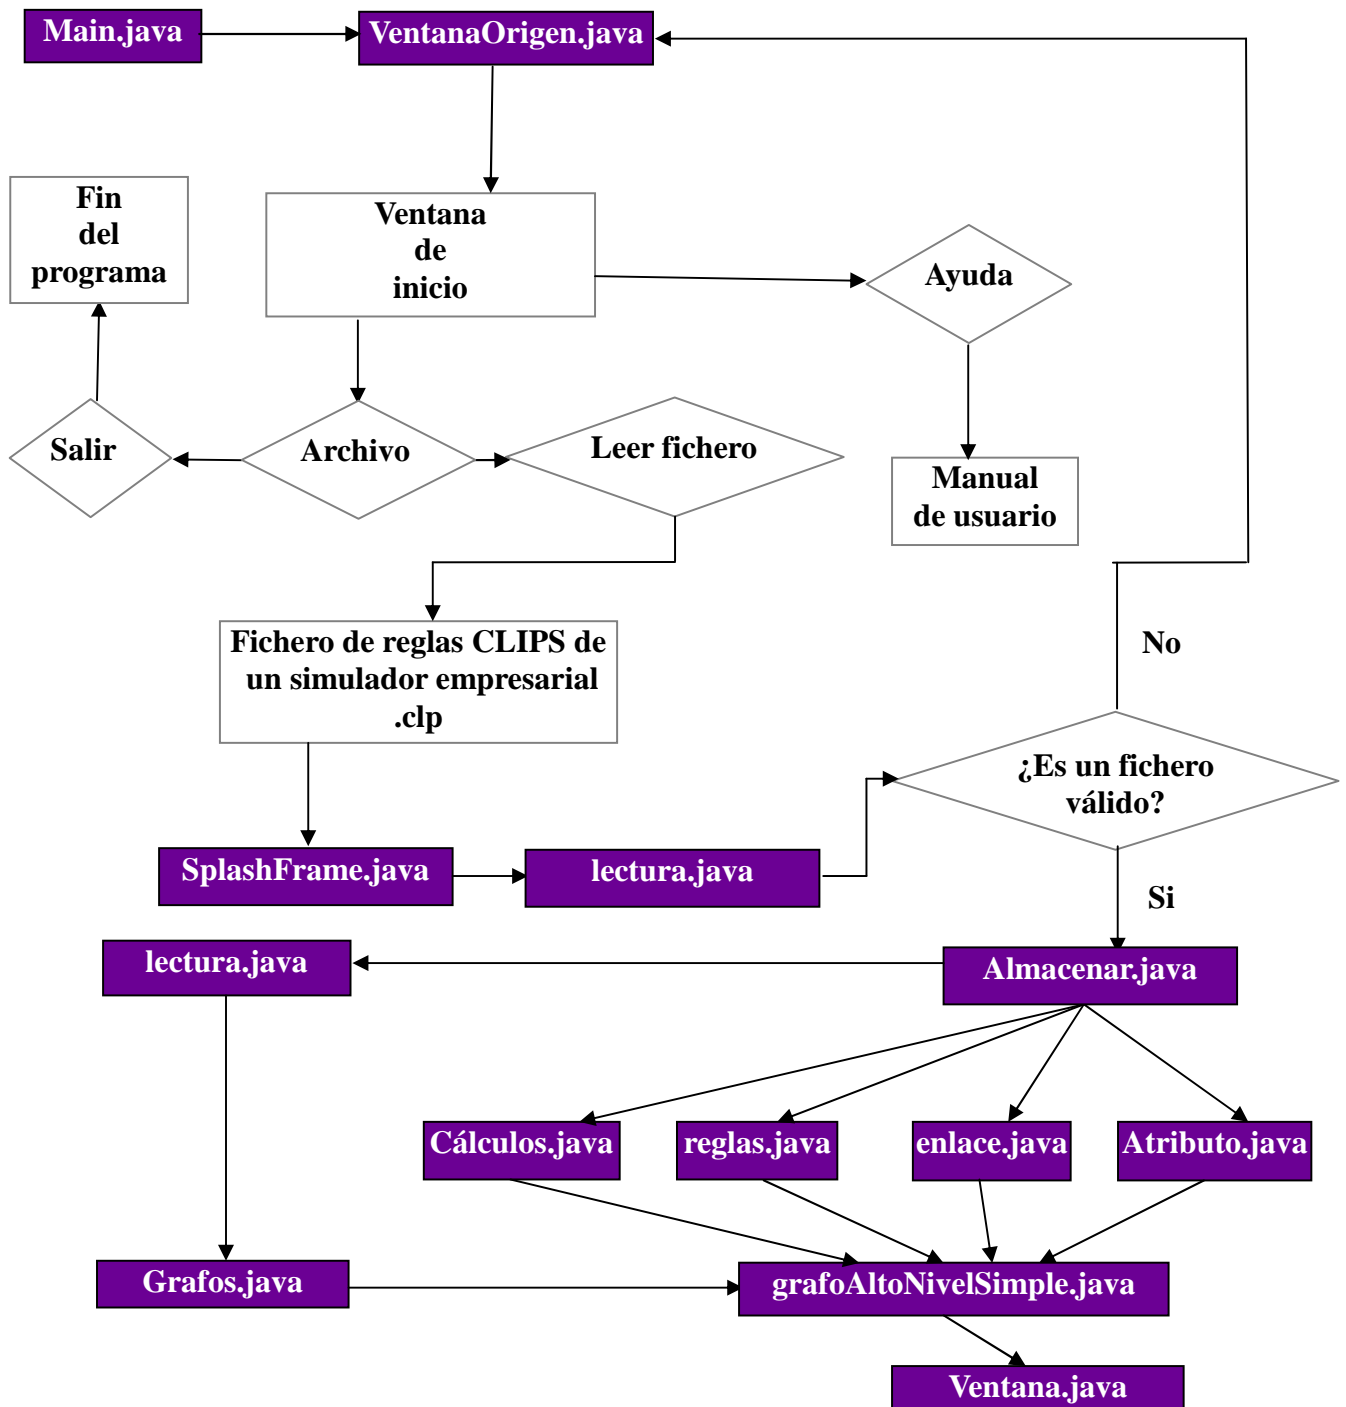 Main.java
VentanaOrigen.java
Fin
del
programa
Ventana
de
inicio
Ayuda
Salir
Archivo
Leer fichero
Manual
de usuario
Fichero de reglas CLIPS de
un simulador empresarial
.clp
No
¿Es un fichero
válido?
SplashFrame.java
lectura.java
Si
lectura.java
Almacenar.java
Cálculos.java
reglas.java
enlace.java
Atributo.java
Grafos.java
grafoAltoNivelSimple.java
Ventana.java